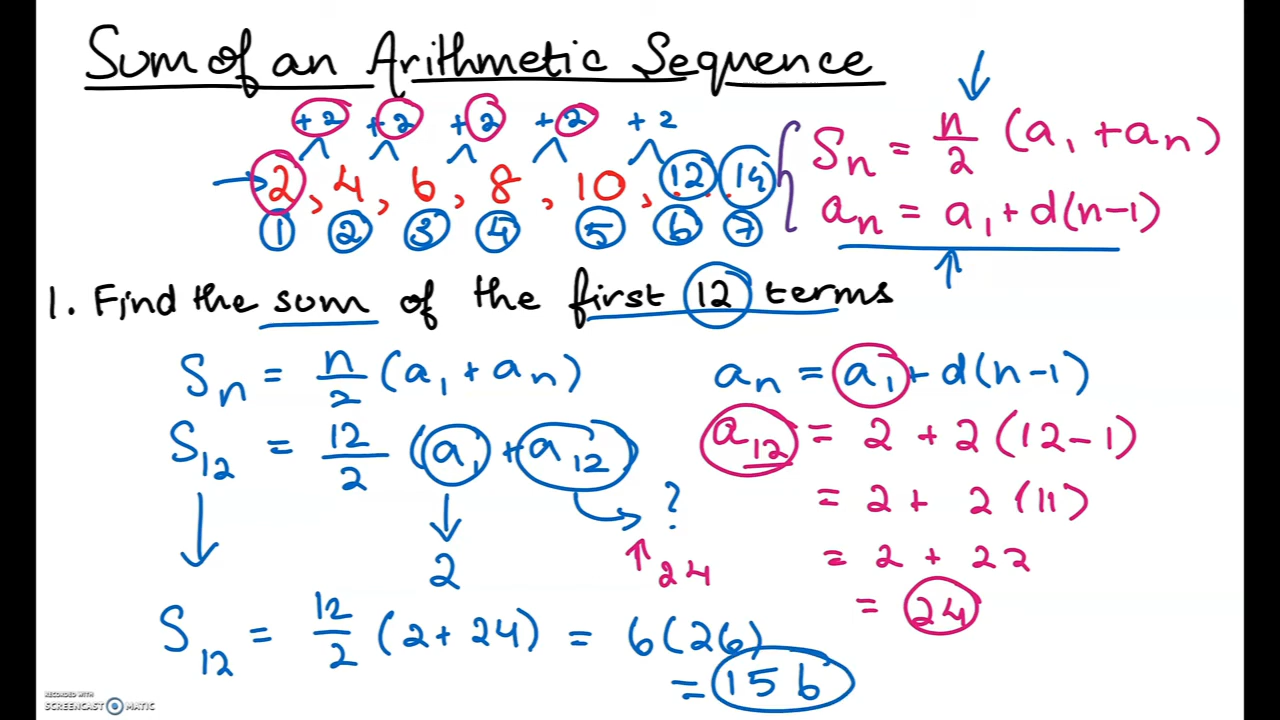 Sum of an Arithmetic Sequence
+2 +2 +2 +2 +2
2, 4, 6, 8, 10, 12, 14
1 2 3 4 5 6 7
Sn = n/2 (a1 + an)
an = a1 + d(n-1)
1. Find the sum of the first 12 terms
Sn = n/2 (a1 + an)
S12 = 12/2 (a1 + a12)
2
?
24
an = a1 + d(n-1)
a12 = 2 + 2(12-1)
= 2 + 2(11)
= 2 + 22
= 24
S12 = 12/2 (2+24) = 6(26)
= 156
RECORDED WITH
SCREENCAST MATIC